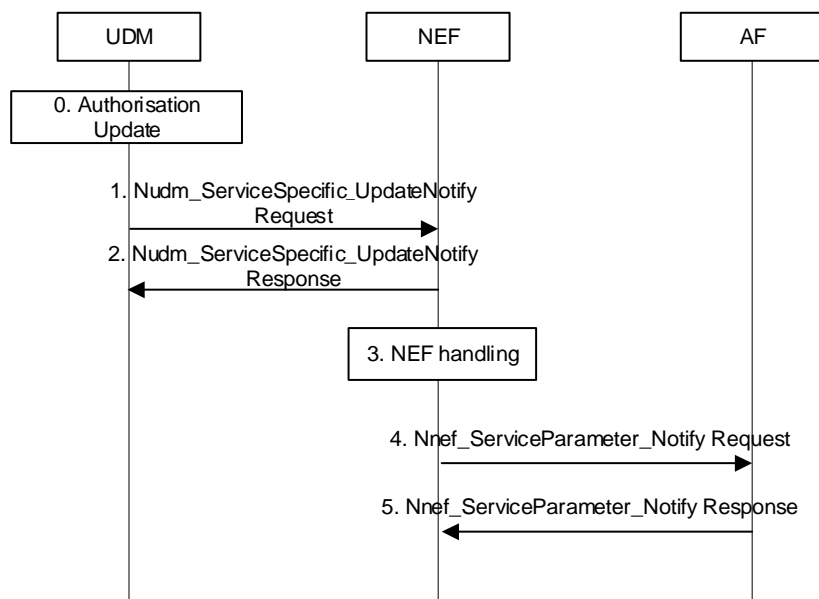 UDM
NEF
AF
0. Authorisation
Update
1. Nudm_ServiceSpecific_UpdateNotify
Request
2. Nudm_ServiceSpecific_UpdateNotify
Response
3. NEF handling
4. Nnef_ServiceParameter_Notify Request
5. Nnef_ServiceParameter_Notify Response